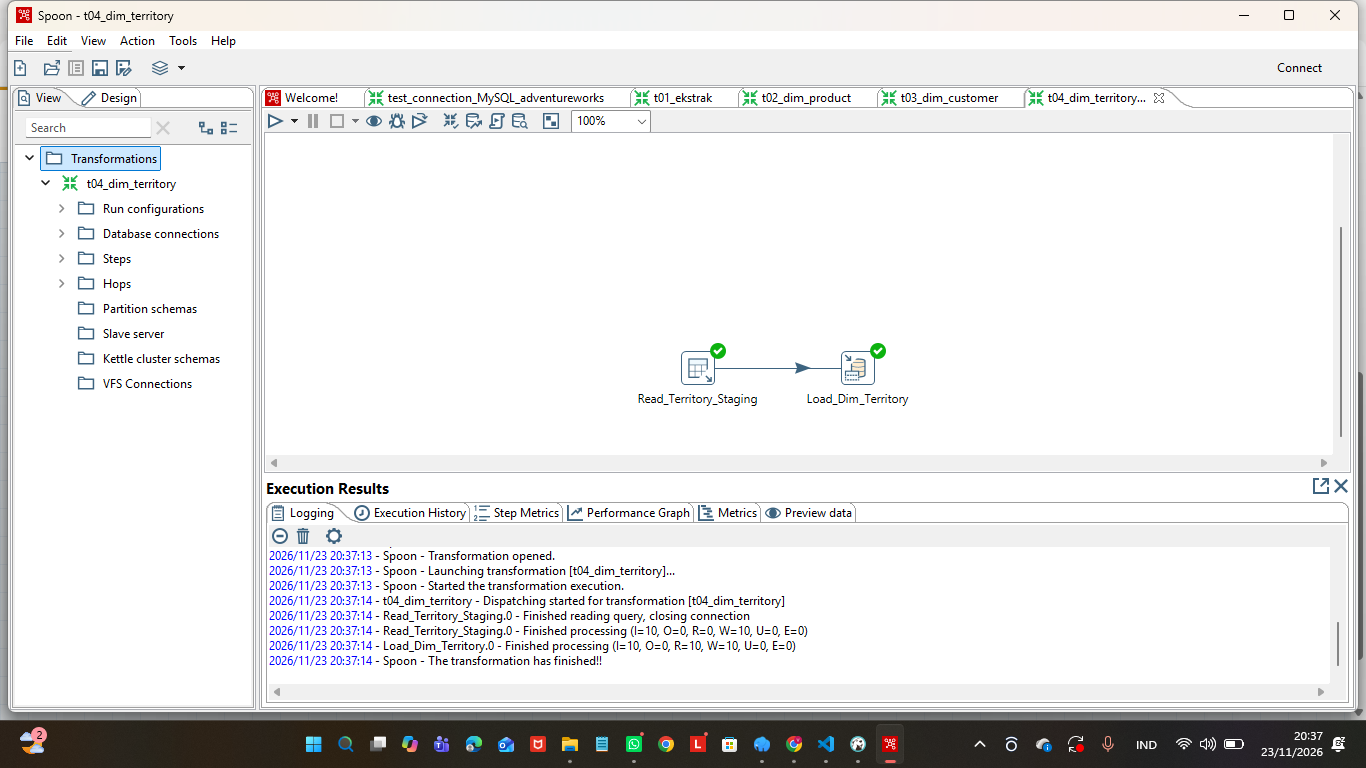 Spoon - t04_dim_territory
File Edit View Action Tools Help
Connect
View Design
Search
Transformations
t04_dim_territory
Run configurations
Database connections
Steps
Hops
Partition schemas
Slave server
Kettle cluster schemas
VFS Connections
Welcome! test_connection_MySQL_adventureworks t01_ekstrak t02_dim_product t03_dim_customer t04_dim_territory...
100%
Read_Territory_Staging Load_Dim_Territory
Execution Results
Logging Execution History Step Metrics Performance Graph Metrics Preview data
2026/11/23 20:37:13 - Spoon - Transformation opened.
2026/11/23 20:37:13 - Spoon - Launching transformation [t04_dim_territory]...
2026/11/23 20:37:13 - Spoon - Started the transformation execution.
2026/11/23 20:37:14 - t04_dim_territory - Dispatching started for transformation [t04_dim_territory]
2026/11/23 20:37:14 - Read_Territory_Staging.0 - Finished reading query, closing connection
2026/11/23 20:37:14 - Read_Territory_Staging.0 - Finished processing (I=10, O=0, R=0, W=10, U=0, E=0)
2026/11/23 20:37:14 - Load_Dim_Territory.0 - Finished processing (I=10, O=0, R=10, W=10, U=0, E=0)
2026/11/23 20:37:14 - Spoon - The transformation has finished!!
2
L
IND
20:37
23/11/2026